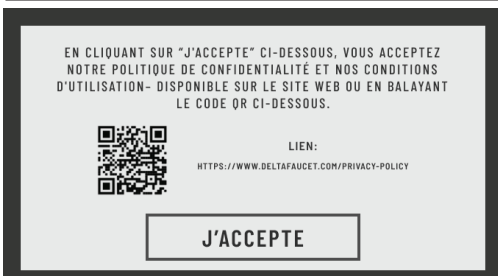 EN CLIQUANT SUR "J'ACCEPTE" CI-DESSOUS, VOUS ACCEPTEZ
NOTRE POLITIQUE DE CONFIDENTIALITÉ ET NOS CONDITIONS
D'UTILISATION- DISPONIBLE SUR LE SITE WEB OU EN BALAYANT
LE CODE QR CI-DESSOUS.
LIEN:
HTTPS://WWW.DELTAFAUCET.COM/PRIVACY-POLICY
J'ACCEPTE